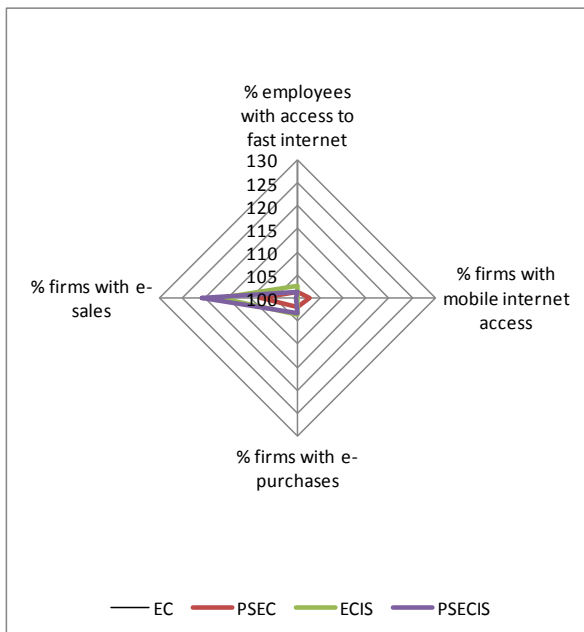 % employees
with access to
fast internet
130
125
120
115
110
105
100
% firms with e-
sales
% firms with
mobile internet
access
% firms with e-
purchases
EC PSEC ECIS PSECIS